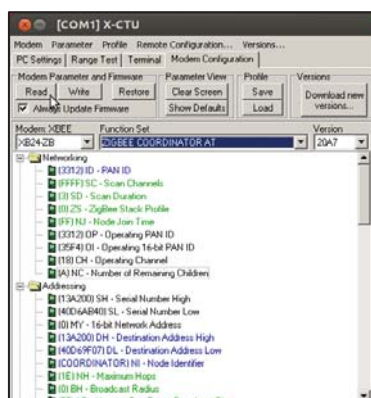 [COM1] X-CTU
Modem Parameter Profile Remote Configuration... Versions...
PC Settings Range Test Terminal Modem Configuration
Modem Parameter and Firmware Parameter View Profile Versions
Read Write Restore Clear Screen Save Download new versions...
Always Update Firmware Show Defaults Load
Modem: XBEE Function Set Version
XB24-ZB ZIGBEE COORDINATOR AT 20A7
Networking
(3312) ID - PAN ID
(FFFF) SC - Scan Channels
(3) SD - Scan Duration
(0) ZS - ZigBee Stack Profile
(FF) NJ - Node Join Time
(3312) OP - Operating PAN ID
(35F4) OI - Operating 16-bit PAN ID
(18) CH - Operating Channel
(A) NC - Number of Remaining Children
Addressing
(13A200) SH - Serial Number High
(40D6AB40) SL - Serial Number Low
(0) MY - 16-bit Network Address
(13A200) DH - Destination Address High
(40D69F07) DL - Destination Address Low
(COORDINATOR) NI - Node Identifier
(1E) NH - Maximum Hops
(0) BH - Broadcast Radius